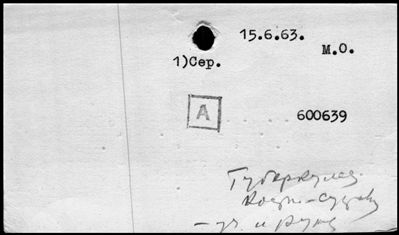 15.6.63.
М.О.
1)Сер.
А
600639
Туберкулез